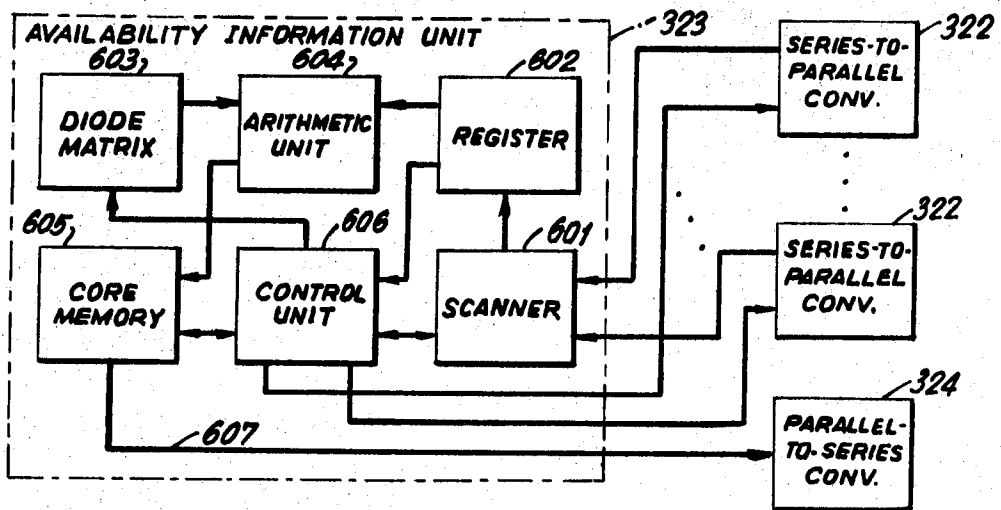 AVAILABILITY INFORMATION UNIT
323
322
SERIES-TO-
PARALLEL
CONV.
603
604
602
DIODE
MATRIX
ARITHMETIC
UNIT
REGISTER
322
SERIES-TO-
PARALLEL
CONV.
605
606
601
CORE
MEMORY
CONTROL
UNIT
SCANNER
324
PARALLEL-
TO-SERIES
CONV.
607